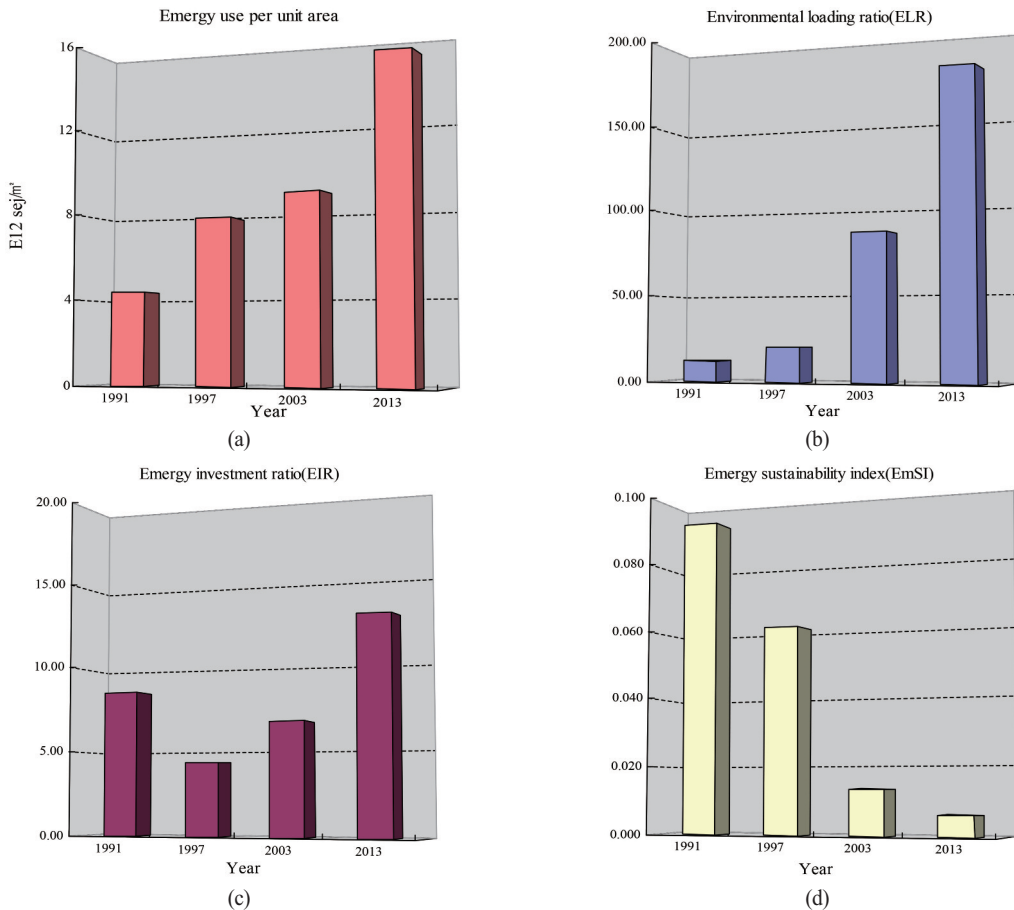 Emergy use per unit area
16
12
8
4
0
E12 sej/㎡
1991 1997 2003 2013
Year
(a)
Environmental loading ratio(ELR)
200.00
150.00
100.00
50.00
0.00
1991 1997 2003 2013
Year
(b)
Emergy investment ratio(EIR)
20.00
15.00
10.00
5.00
0.00
1991 1997 2003 2013
Year
(c)
Emergy sustainability index(EmSI)
0.100
0.080
0.060
0.040
0.020
0.000
1991 1997 2003 2013
Year
(d)